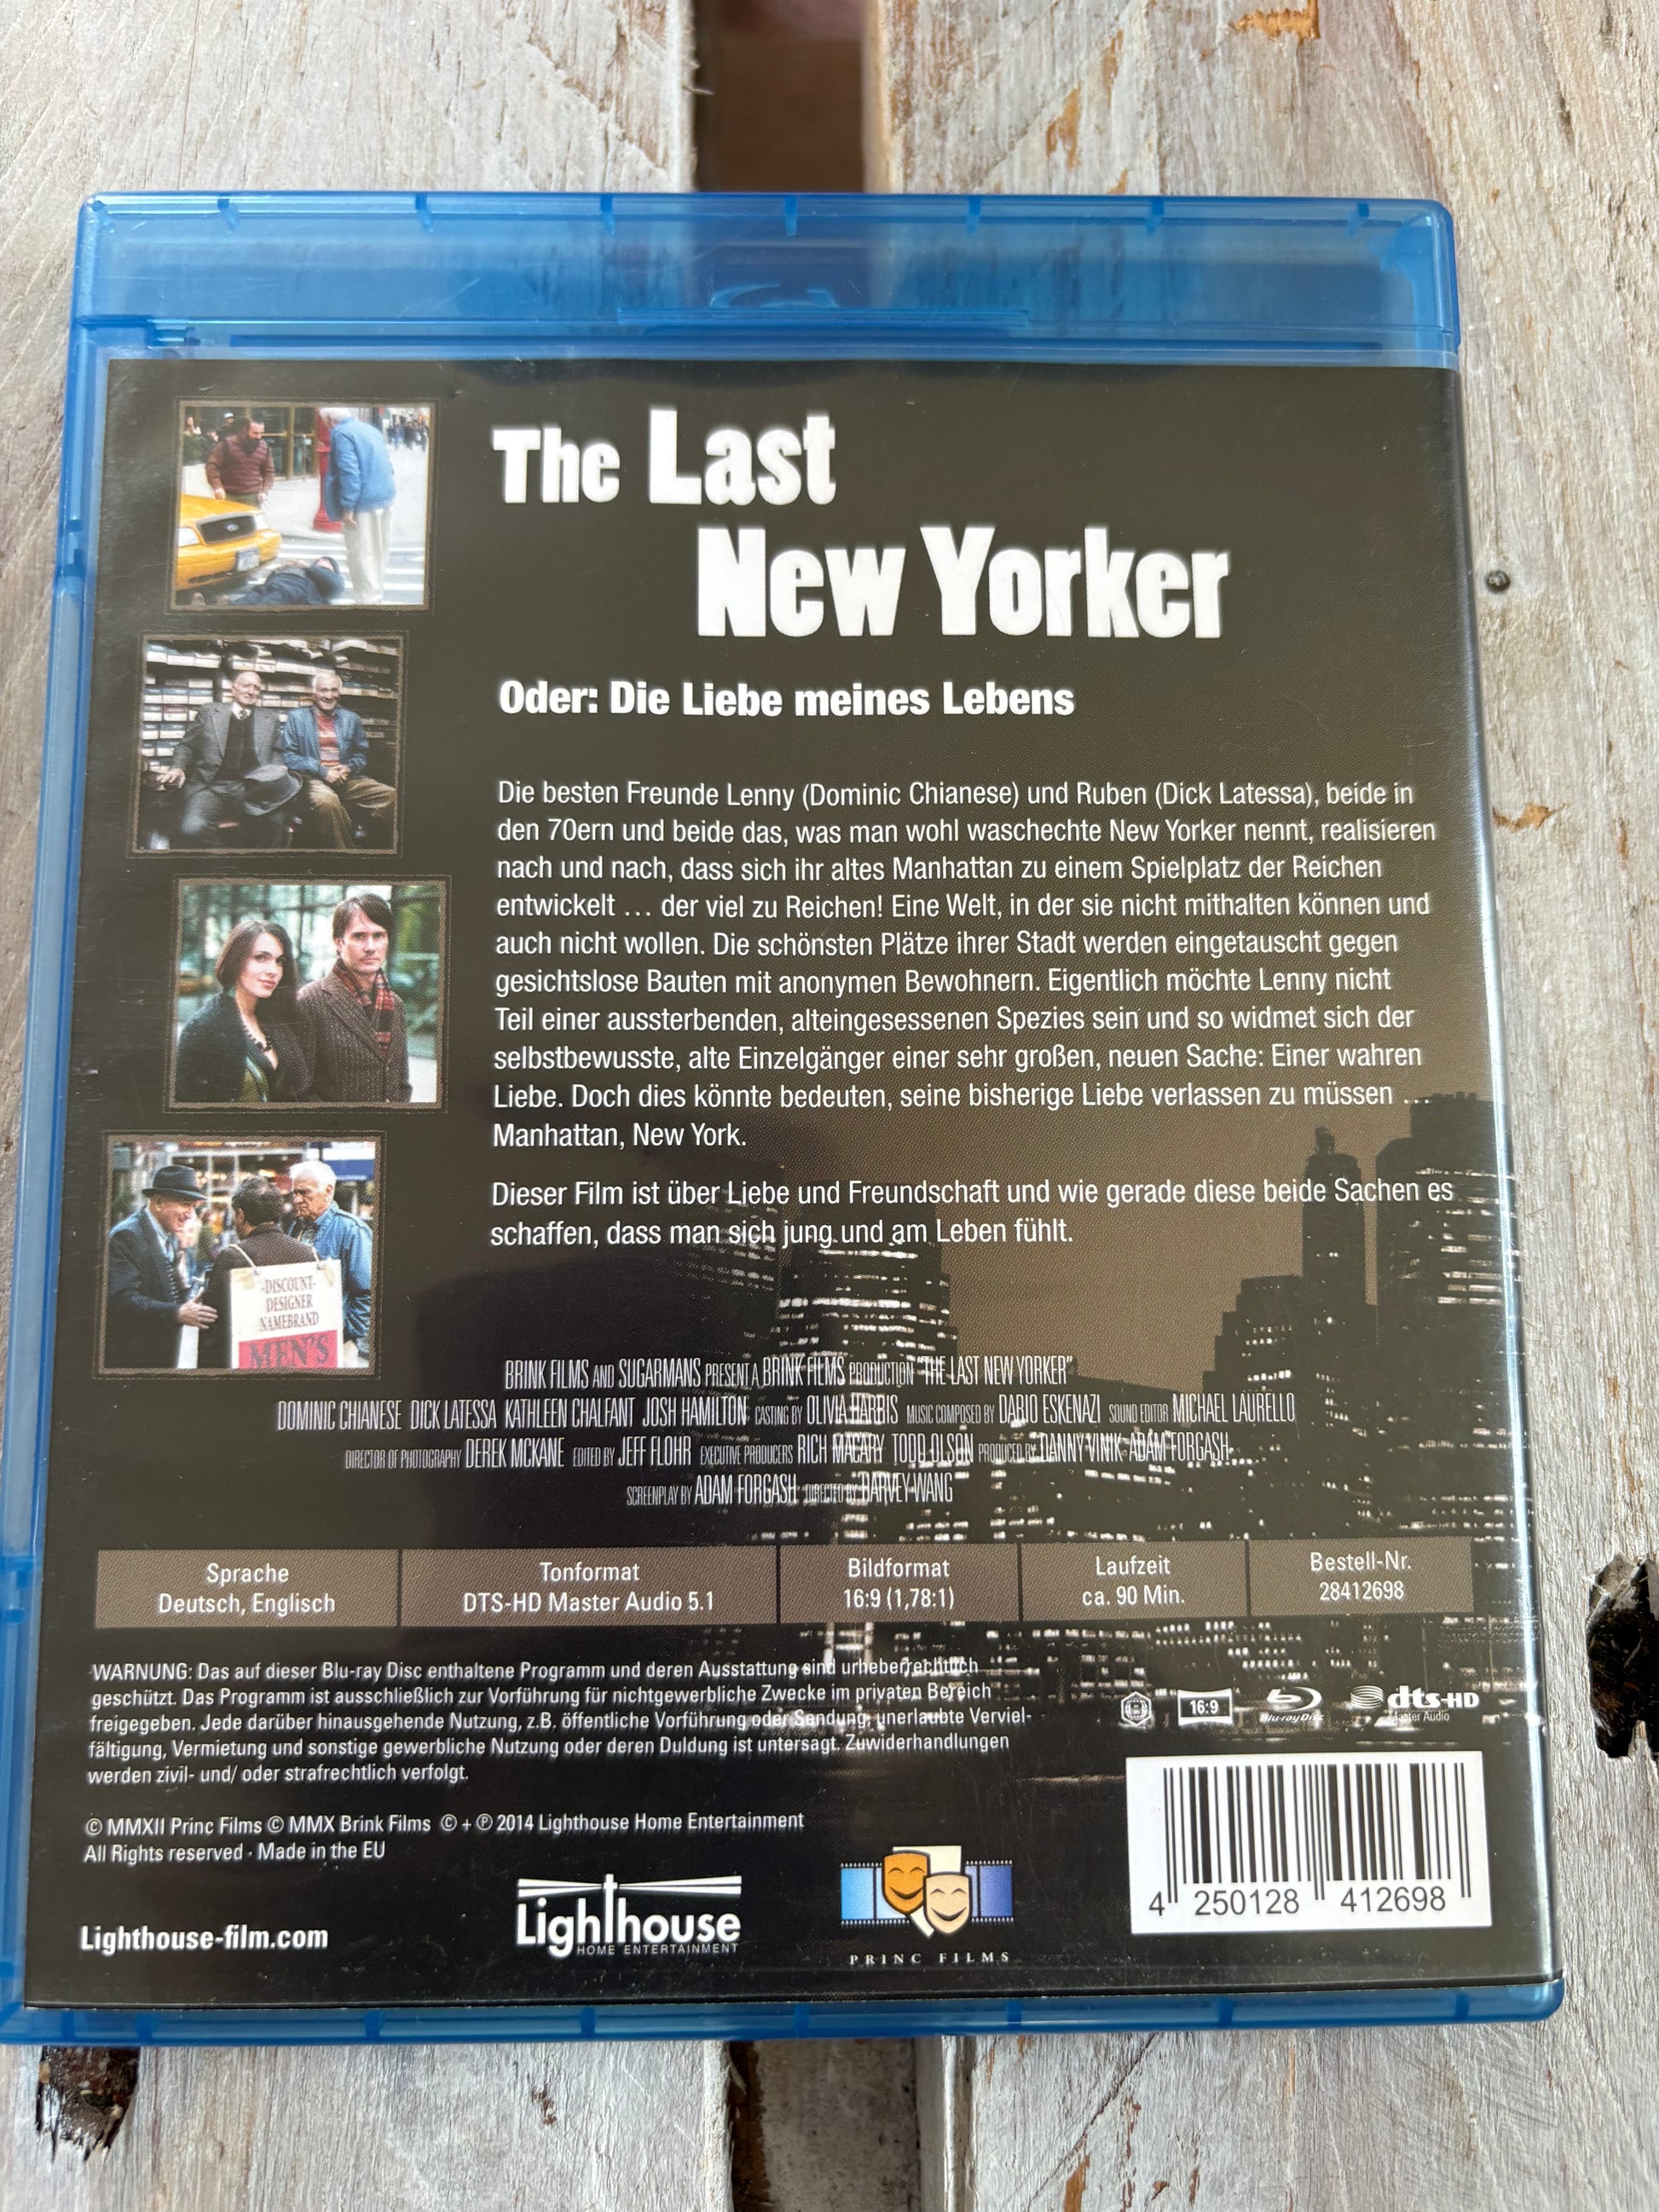 The Last
New Yorker
Oder: Die Liebe meines Lebens
Die besten Freunde Lenny (Dominic Chianese) und Ruben (Dick Latessa), beide in
den 70ern und beide das, was man wohl waschechte New Yorker nennt, realisieren
nach und nach, dass sich ihr altes Manhattan zu einem Spielplatz der Reichen
entwickelt ... der viel zu Reichen! Eine Welt, in der sie nicht mithalten können und
auch nicht wollen. Die schönsten Plätze ihrer Stadt werden eingetauscht gegen
gesichtslose Bauten mit anonymen Bewohnern. Eigentlich möchte Lenny nicht
Teil einer aussterbenden, alteingesessenen Spezies sein und so widmet sich der
selbstbewusste, alte Einzelgänger einer sehr großen, neuen Sache: Einer wahren
Liebe. Doch dies könnte bedeuten, seine bisherige Liebe verlassen zu müssen ...
Manhattan, New York.
Dieser Film ist über Liebe und Freundschaft und wie gerade diese beide Sachen es
schaffen, dass man sich jung und am Leben fühlt.
-DISCOUNT-
DESIGNER
NAMEBRAND
MEN'S
BRINK FILMS AND SUGARMANS PRESENT A BRINK FILMS PRODUCTION "THE LAST NEW YORKER"
DOMINIC CHIANESE DICK LATESSA KATHLEEN CHALFANT JOSH HAMILTON CASTING BY OLIVIA HARRIS MUSIC COMPOSED BY DARIO ESKENAZI SOUND EDITOR MICHAEL LAURELLO
DIRECTOR OF PHOTOGRAPHY DEREK MCKANE EDITED BY JEFF FLOHR EXECUTIVE PRODUCERS RICH MACARY TODD OLSON PRODUCED BY DANNY VINIK ADAM FORGASH
SCREENPLAY BY ADAM FORGASH DIRECTED BY HARVEY WANG
Sprache
Deutsch, Englisch
Tonformat
DTS-HD Master Audio 5.1
Bildformat
16:9 (1,78:1)
Laufzeit
ca. 90 Min.
Bestell-Nr.
28412698
WARNUNG: Das auf dieser Blu-ray Disc enthaltene Programm und deren Ausstattung sind urheberrechtlich
geschützt. Das Programm ist ausschließlich zur Vorführung für nichtgewerbliche Zwecke im privaten Bereich
freigegeben. Jede darüber hinausgehende Nutzung, z.B. öffentliche Vorführung oder Sendung, unerlaubte Verviel-
fältigung, Vermietung und sonstige gewerbliche Nutzung oder deren Duldung ist untersagt. Zuwiderhandlungen
werden zivil- und/ oder strafrechtlich verfolgt.
16:9
Blu-ray Disc
dts-HD
Master Audio
© MMXII Princ Films © MMX Brink Films © + ℗ 2014 Lighthouse Home Entertainment
All Rights reserved · Made in the EU
Lighthouse-film.com
Lighthouse
HOME ENTERTAINMENT
PRINC FILMS
4 250128 412698